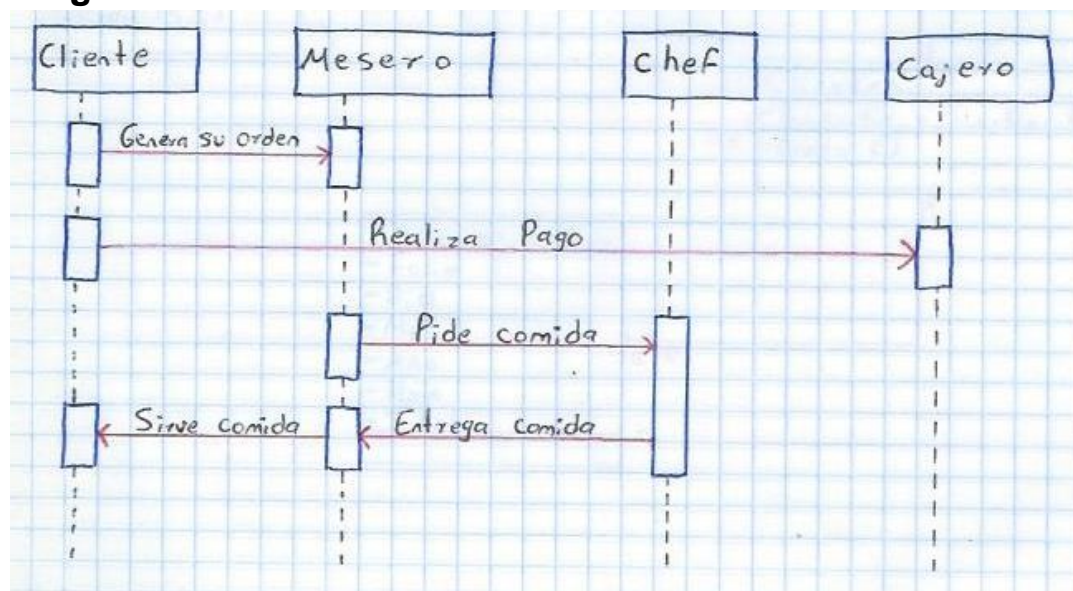 Cliente
Mesero
chef
Cajero
Genera su orden
Realiza Pago
Pide comida
Sirve comida
Entrega comida